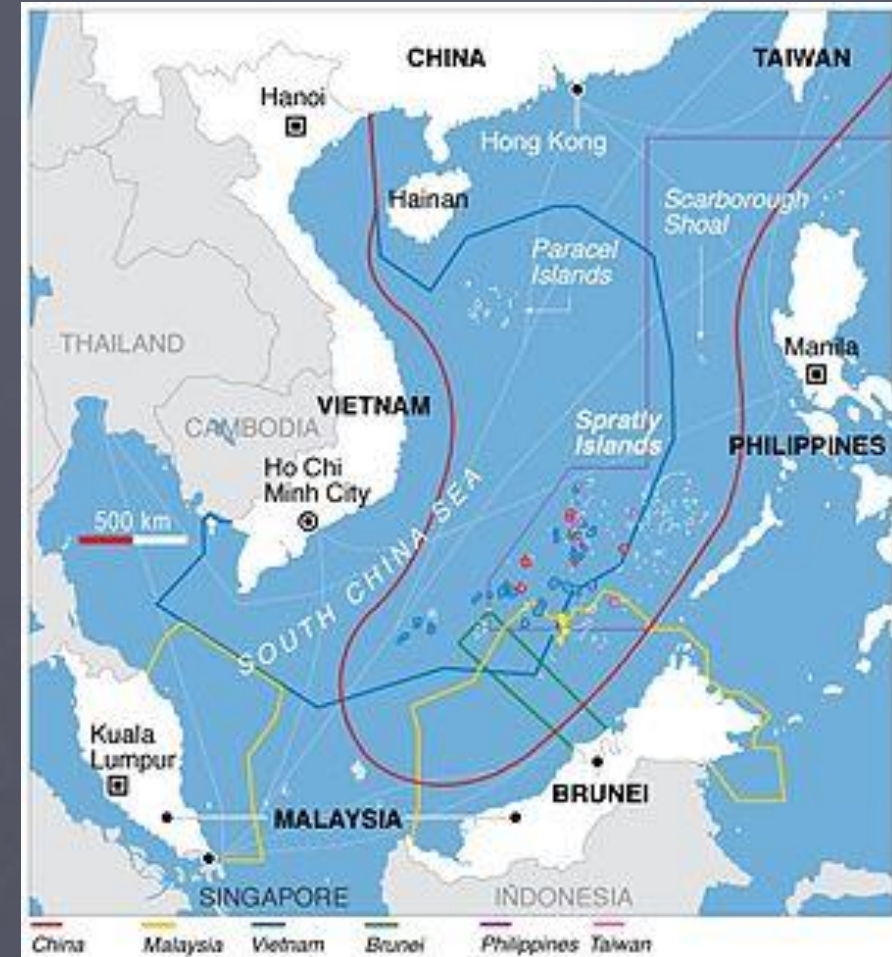 CHINA
TAIWAN
Hanoi
Hong Kong
Hainan
Scarborough
Shoal
Paracel
Islands
THAILAND
Manila
VIETNAM
CAMBODIA
Spratly
Islands
PHILIPPINES
Ho Chi
Minh City
500 km
SOUTH CHINA SEA
Kuala
Lumpur
BRUNEI
MALAYSIA
SINGAPORE
INDONESIA
China
Malaysia
Vietnam
Brunei
Philippines
Taiwan